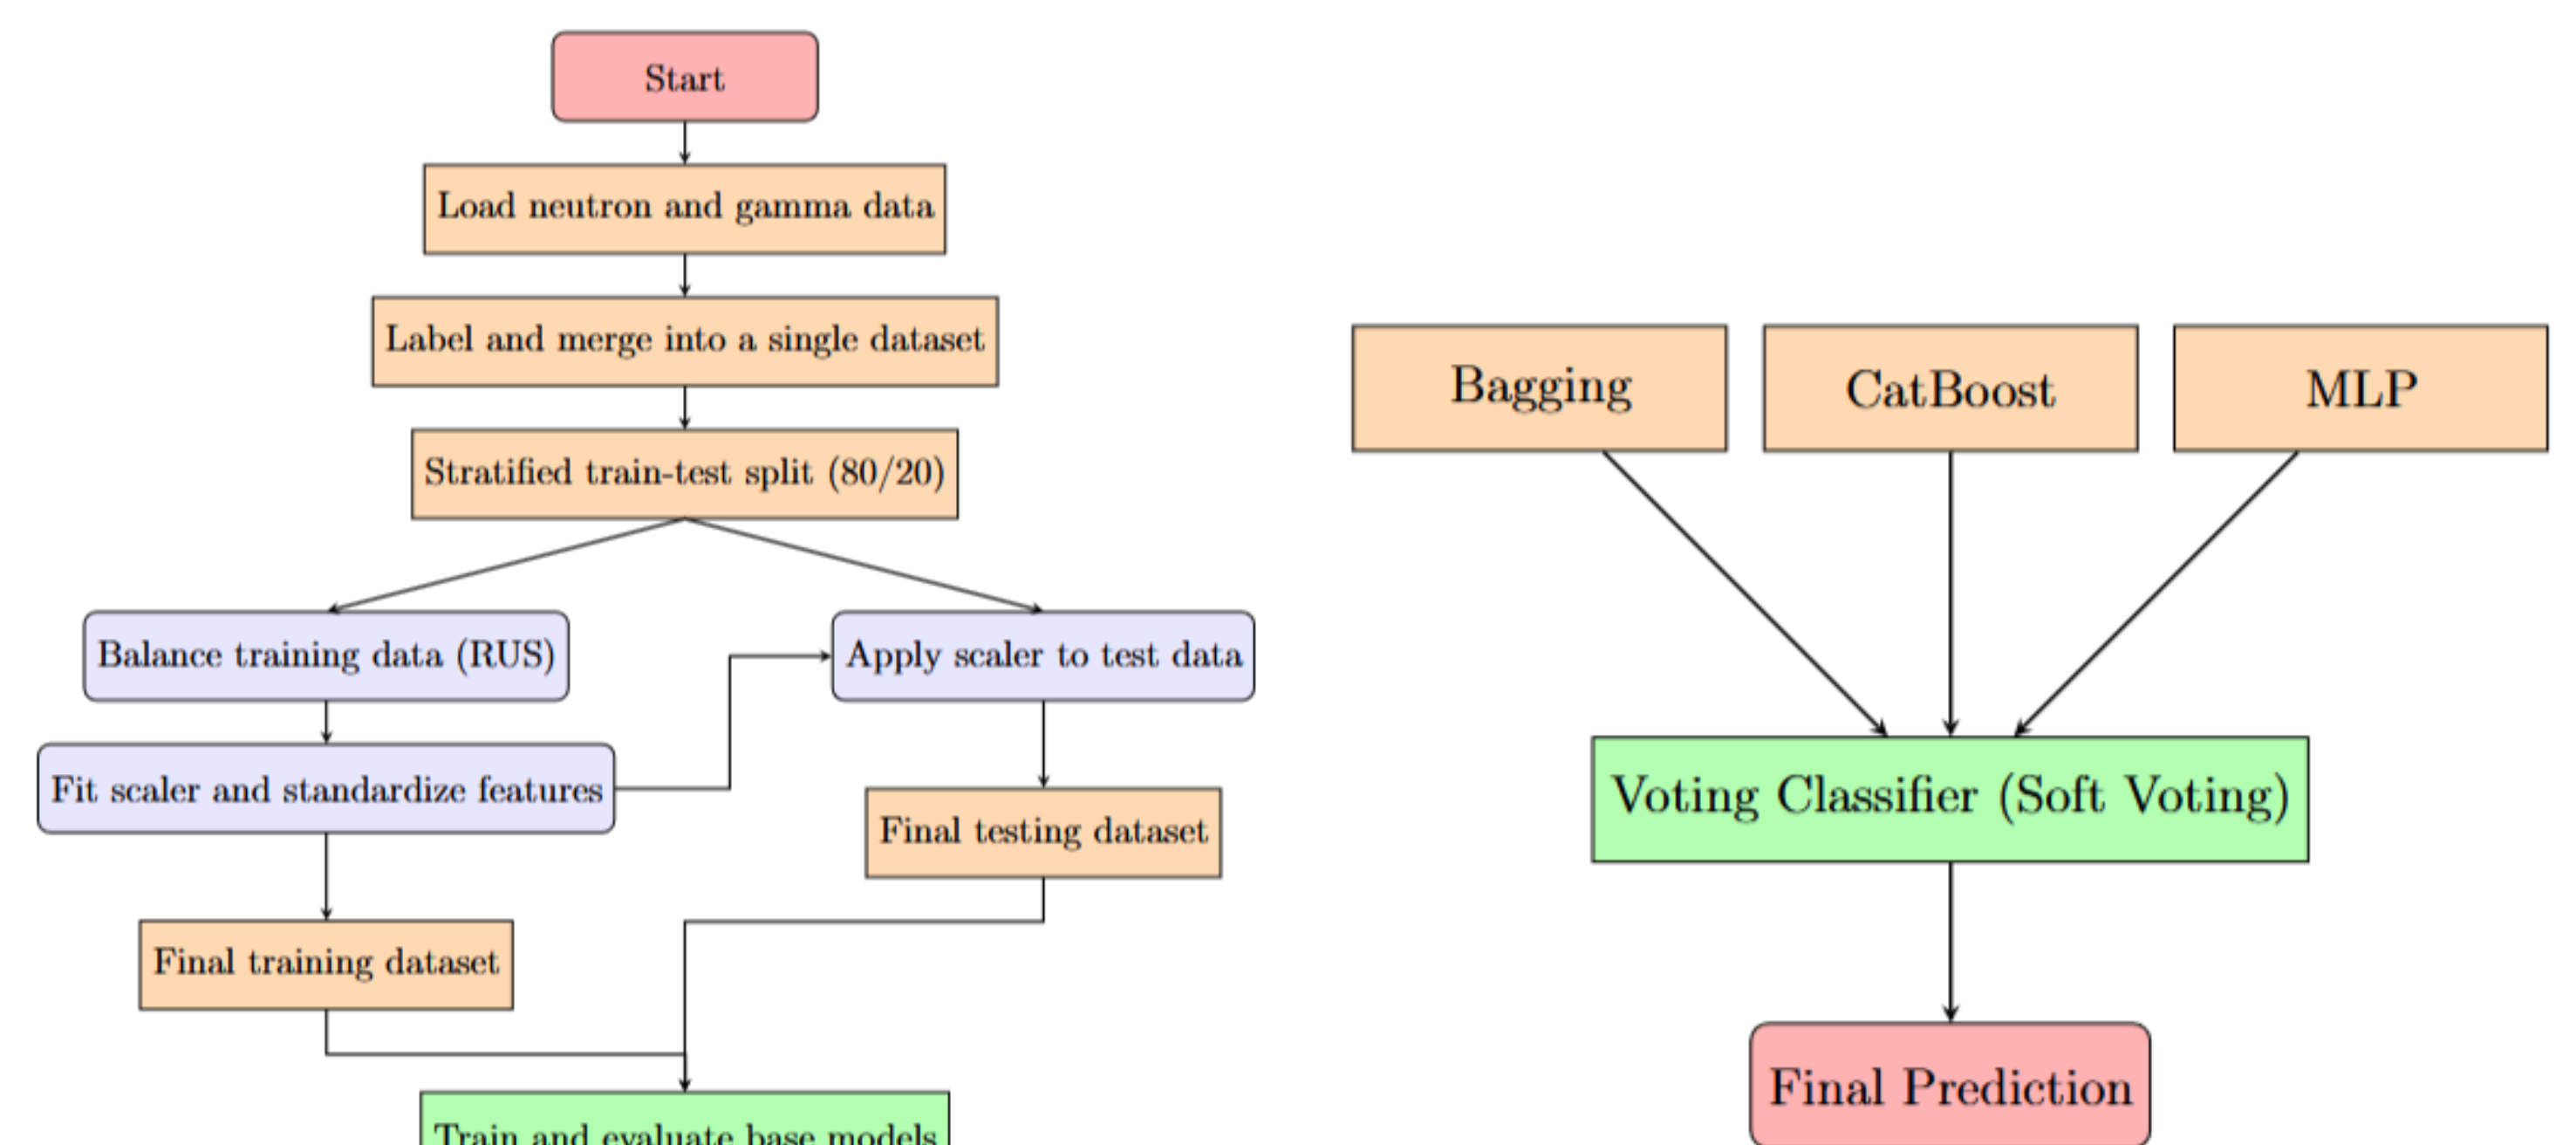 Start
Load neutron and gamma data
Label and merge into a single dataset
Stratified train-test split (80/20)
Balance training data (RUS)
Apply scaler to test data
Fit scaler and standardize features
Final testing dataset
Final training dataset
Train and evaluate base models
Bagging
CatBoost
MLP
Voting Classifier (Soft Voting)
Final Prediction